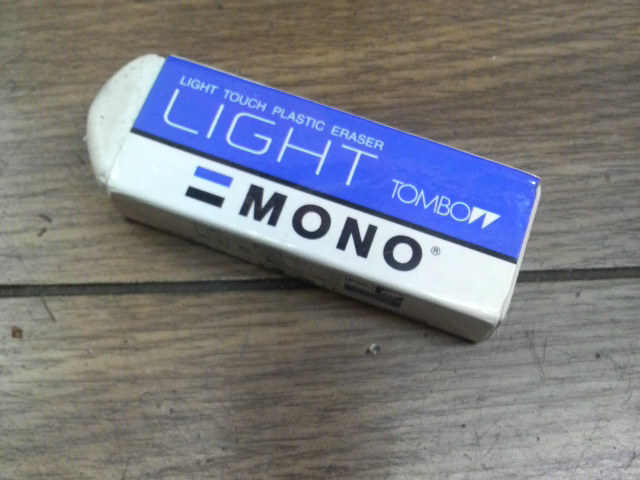 LIGHT TOUCH PLASTIC ERASER
LIGHT
TOMBOW
MONO®